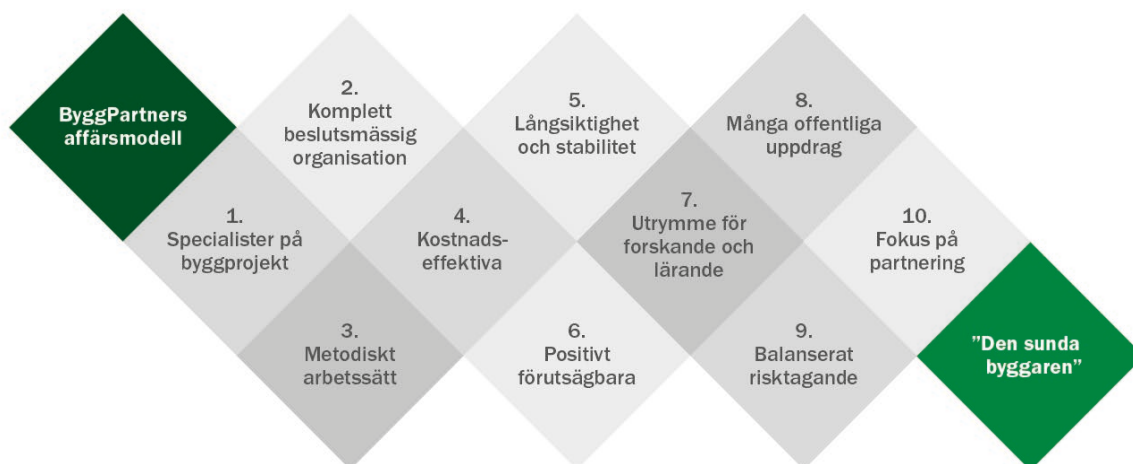 ByggPartners
affärsmodell
1.
Specialister på
byggprojekt
2.
Komplett
beslutsmässig
organisation
3.
Metodiskt
arbetssätt
4.
Kostnads-
effektiva
5.
Långsiktighet
och stabilitet
6.
Positivt
förutsägbara
7.
Utrymme för
forskande och
lärande
8.
Många offentliga
uppdrag
9.
Balanserat
risktagande
10.
Fokus på
partnering
”Den sunda
byggaren”